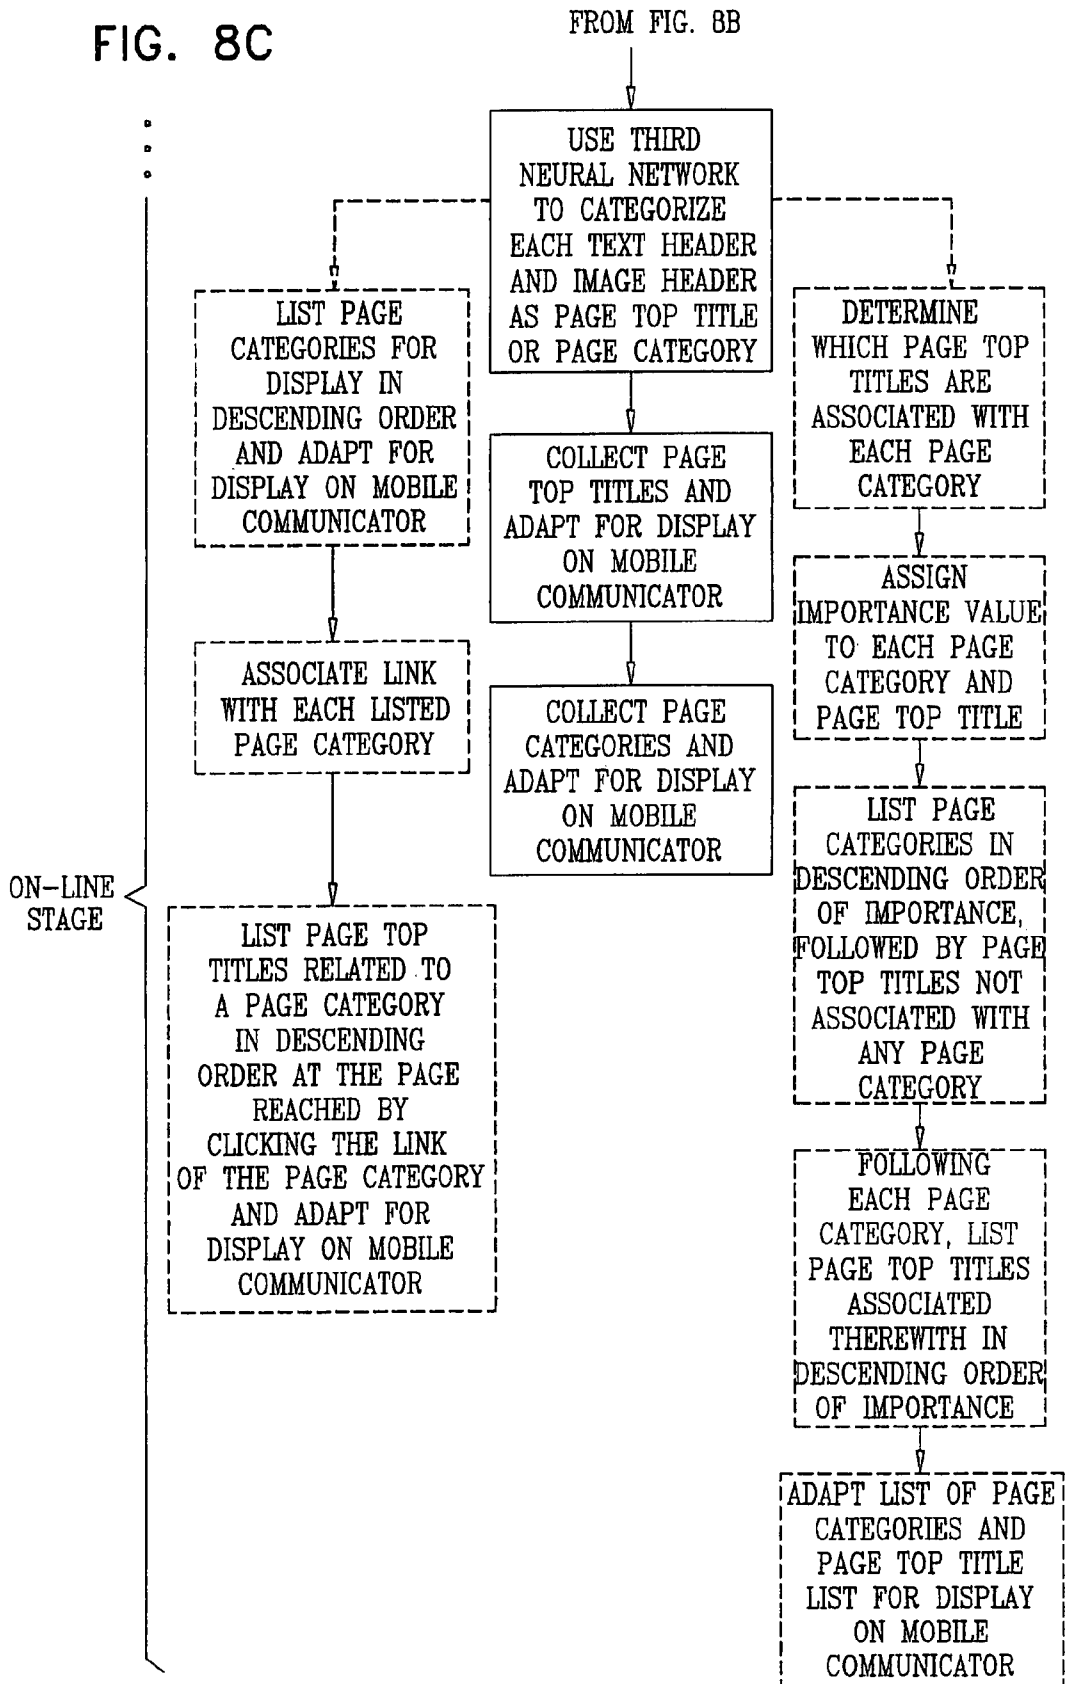 FIG. 8C
FROM FIG. 8B
USE THIRD
NEURAL NETWORK
TO CATEGORIZE
EACH TEXT HEADER
AND IMAGE HEADER
AS PAGE TOP TITLE
OR PAGE CATEGORY
LIST PAGE
CATEGORIES FOR
DISPLAY IN
DESCENDING ORDER
AND ADAPT FOR
DISPLAY ON MOBILE
COMMUNICATOR
ASSOCIATE LINK
WITH EACH LISTED
PAGE CATEGORY
LIST PAGE TOP
TITLES RELATED TO
A PAGE CATEGORY
IN DESCENDING
ORDER AT THE PAGE
REACHED BY
CLICKING THE LINK
OF THE PAGE CATEGORY
AND ADAPT FOR
DISPLAY ON MOBILE
COMMUNICATOR
COLLECT PAGE
TOP TITLES AND
ADAPT FOR DISPLAY
ON MOBILE
COMMUNICATOR
COLLECT PAGE
CATEGORIES AND
ADAPT FOR DISPLAY
ON MOBILE
COMMUNICATOR
DETERMINE
WHICH PAGE TOP
TITLES ARE
ASSOCIATED WITH
EACH PAGE
CATEGORY
ASSIGN
IMPORTANCE VALUE
TO EACH PAGE
CATEGORY AND
PAGE TOP TITLE
LIST PAGE
CATEGORIES IN
DESCENDING ORDER
OF IMPORTANCE,
FOLLOWED BY PAGE
TOP TITLES NOT
ASSOCIATED WITH
ANY PAGE
CATEGORY
FOLLOWING
EACH PAGE
CATEGORY, LIST
PAGE TOP TITLES
ASSOCIATED
THEREWITH IN
DESCENDING ORDER
OF IMPORTANCE
ADAPT LIST OF PAGE
CATEGORIES AND
PAGE TOP TITLE
LIST FOR DISPLAY
ON MOBILE
COMMUNICATOR
ON-LINE
STAGE